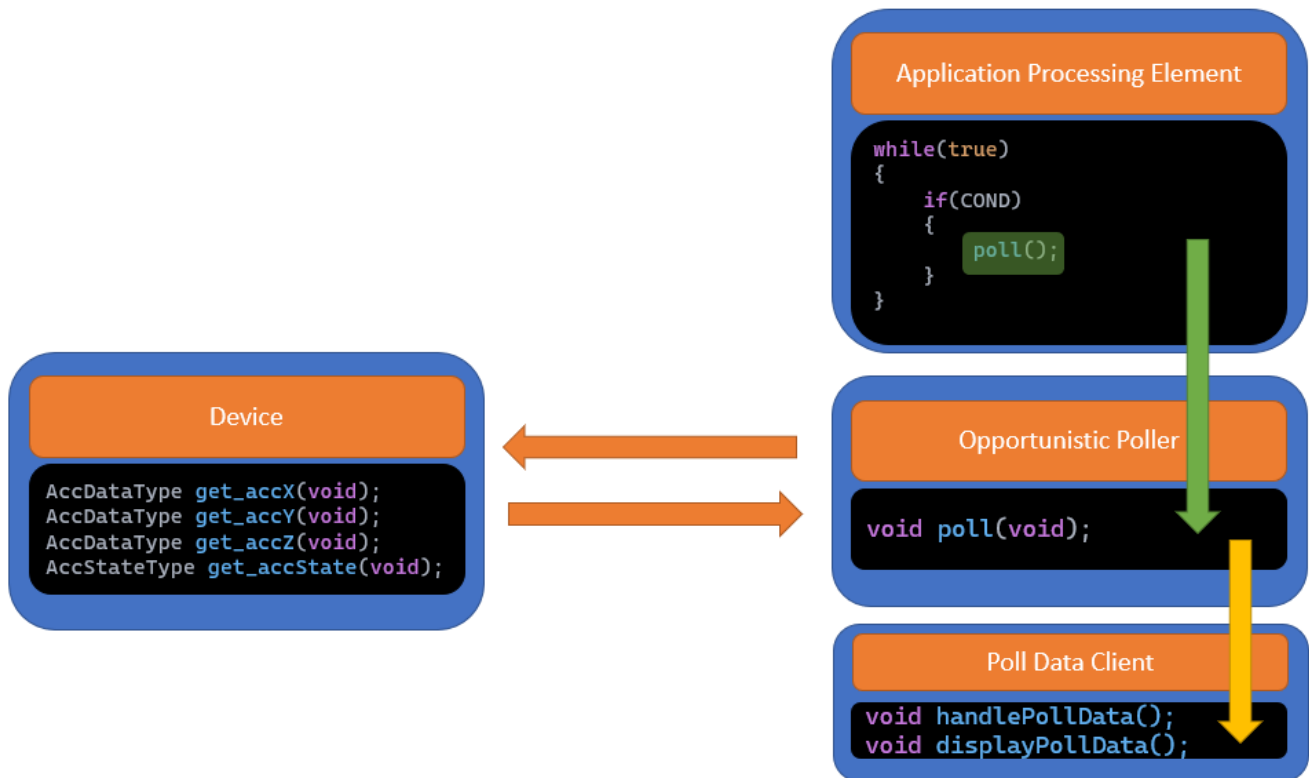 Application Processing Element
while(true)
{
if(COND)
{
poll();
}
}
Device
AccDataType get_accX(void);
AccDataType get_accY(void);
AccDataType get_accZ(void);
AccStateType get_accState(void);
Opportunistic Poller
void poll(void);
Poll Data Client
void handlePollData();
void displayPollData();